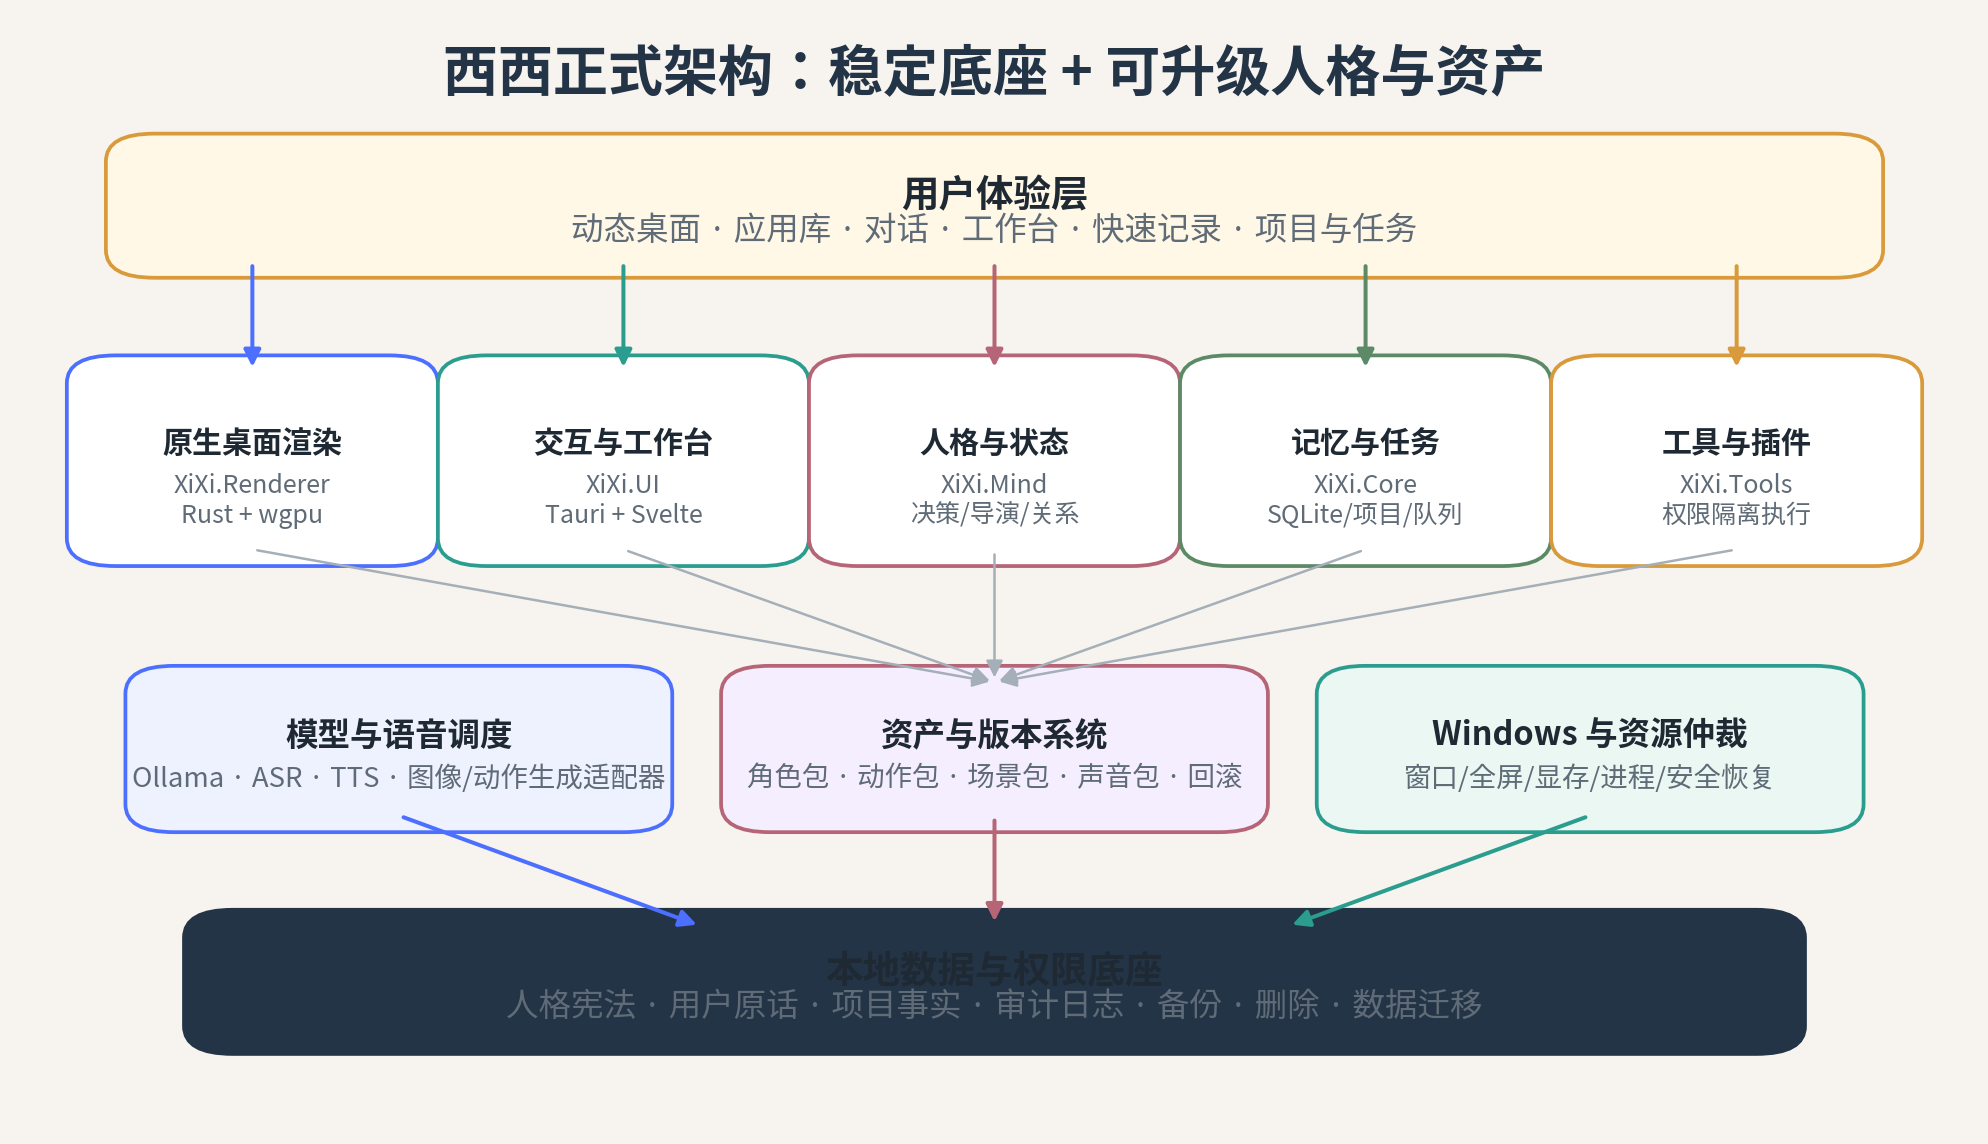 西西正式架构：稳定底座 + 可升级人格与资产
用户体验层
动态桌面 · 应用库 · 对话 · 工作台 · 快速记录 · 项目与任务
原生桌面渲染
XiXi.Renderer
Rust + wgpu
交互与工作台
XiXi.UI
Tauri + Svelte
人格与状态
XiXi.Mind
决策/导演/关系
记忆与任务
XiXi.Core
SQLite/项目/队列
工具与插件
XiXi.Tools
权限隔离执行
模型与语音调度
Ollama · ASR · TTS · 图像/动作生成适配器
资产与版本系统
角色包 · 动作包 · 场景包 · 声音包 · 回滚
Windows 与资源仲裁
窗口/全屏/显存/进程/安全恢复
本地数据与权限底座
人格宪法 · 用户原话 · 项目事实 · 审计日志 · 备份 · 删除 · 数据迁移